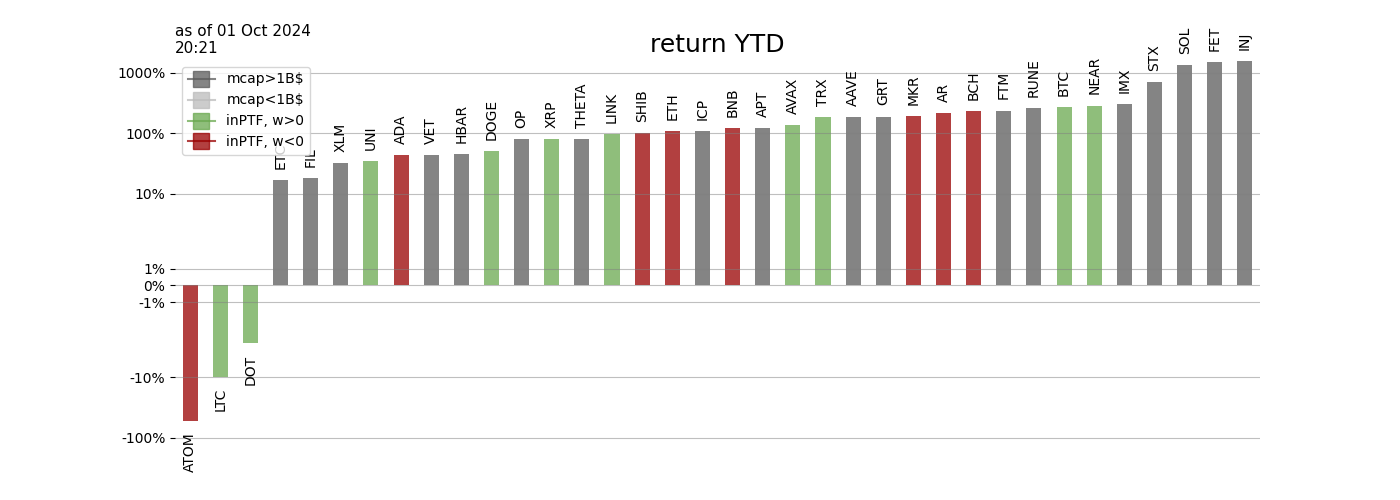 as of 01 Oct 2024
20:21
return YTD
mcap>1B$
mcap<1B$
inPTF, w>0
inPTF, w<0
1000%
100%
10%
1%
0%
-1%
-10%
-100%
ATOM
LTC
DOT
ETC
FIL
XLM
UNI
ADA
VET
HBAR
DOGE
OP
XRP
THETA
LINK
SHIB
ETH
ICP
BNB
APT
AVAX
TRX
AAVE
GRT
MKR
AR
BCH
FTM
RUNE
BTC
NEAR
IMX
STX
SOL
FET
INJ